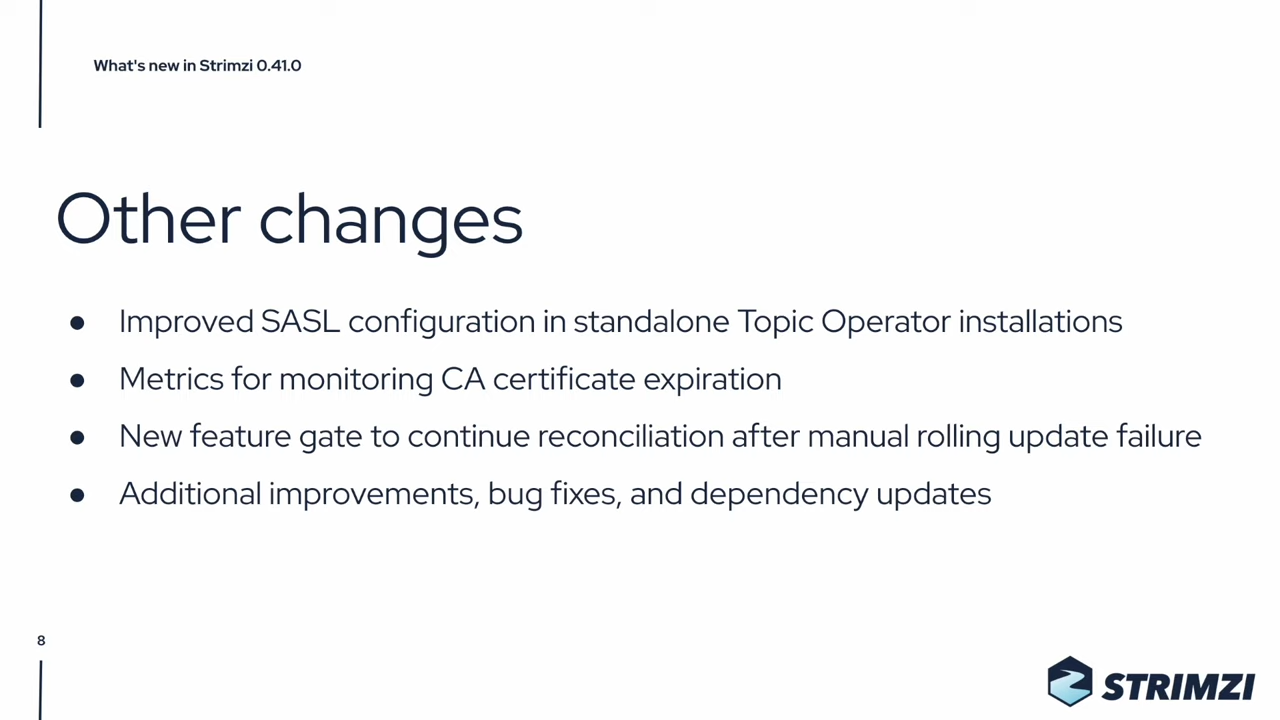 What's new in Strimzi 0.41.0
Other changes
● Improved SASL configuration in standalone Topic Operator installations
● Metrics for monitoring CA certificate expiration
● New feature gate to continue reconciliation after manual rolling update failure
● Additional improvements, bug fixes, and dependency updates
8
STRIMZI